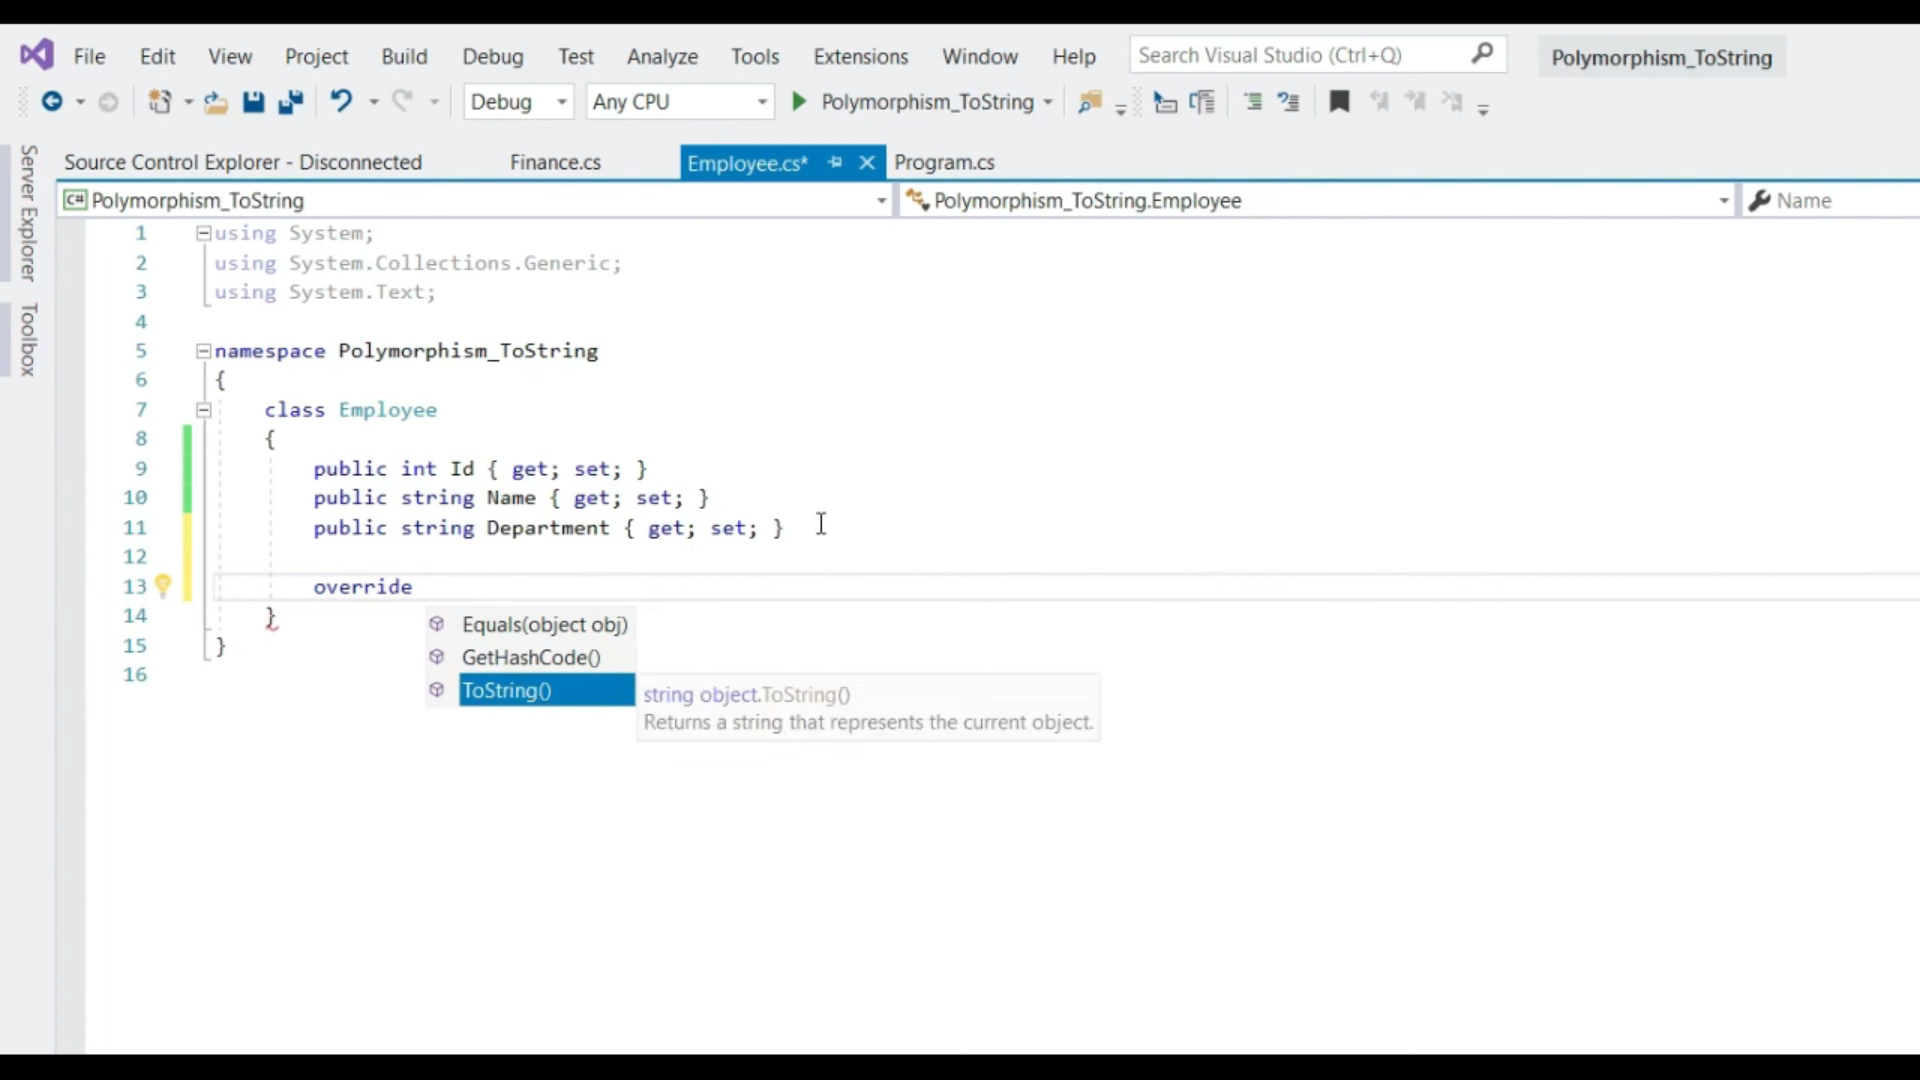 File Edit View Project Build Debug Test Analyze Tools Extensions Window Help Search Visual Studio (Ctrl+Q) Polymorphism_ToString
Debug Any CPU Polymorphism_ToString
Server Explorer
Toolbox
Source Control Explorer - Disconnected Finance.cs Employee.cs* Program.cs
C# Polymorphism_ToString Polymorphism_ToString.Employee Name
1 using System;
2 using System.Collections.Generic;
3 using System.Text;
4
5 namespace Polymorphism_ToString
6 {
7 class Employee
8 {
9 public int Id { get; set; }
10 public string Name { get; set; }
11 public string Department { get; set; }
12
13 override
14 }
15 }
16
Equals(object obj)
GetHashCode()
ToString() string object.ToString()
Returns a string that represents the current object.